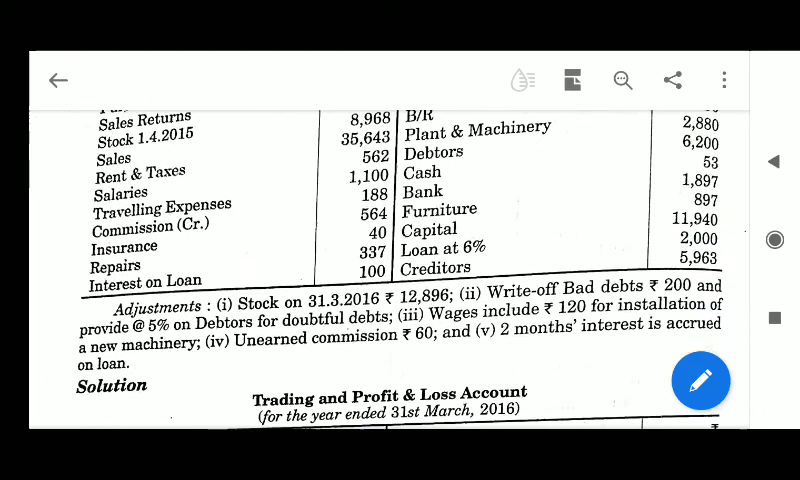 Sales Returns
Stock 1.4.2015 8,968 B/R
Sales 35,643 Plant & Machinery 2,880
Rent & Taxes 562 Debtors 6,200
Salaries 1,100 Cash 53
Travelling Expenses 188 Bank 1,897
Commission (Cr.) 564 Furniture 897
Insurance 40 Capital 11,940
Repairs 337 Loan at 6% 2,000
Interest on Loan 100 Creditors 5,963
Adjustments : (i) Stock on 31.3.2016 ₹ 12,896; (ii) Write-off Bad debts ₹ 200 and
provide @ 5% on Debtors for doubtful debts; (iii) Wages include ₹ 120 for installation of
a new machinery; (iv) Unearned commission ₹ 60; and (v) 2 months' interest is accrued
on loan.
Solution
Trading and Profit & Loss Account
(for the year ended 31st March, 2016)
₹